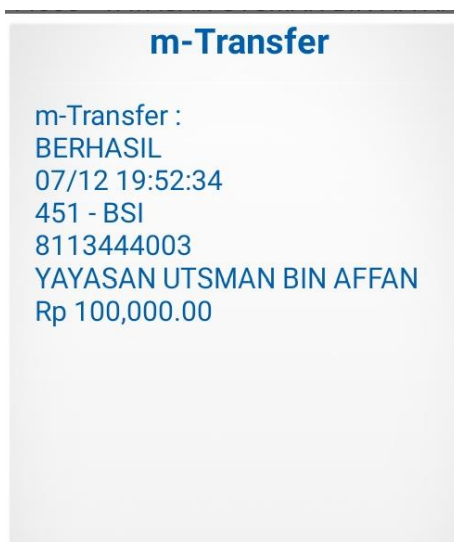 m-Transfer
m-Transfer :
BERHASIL
07/12 19:52:34
451 - BSI
8113444003
YAYASAN UTSMAN BIN AFFAN
Rp 100,000.00